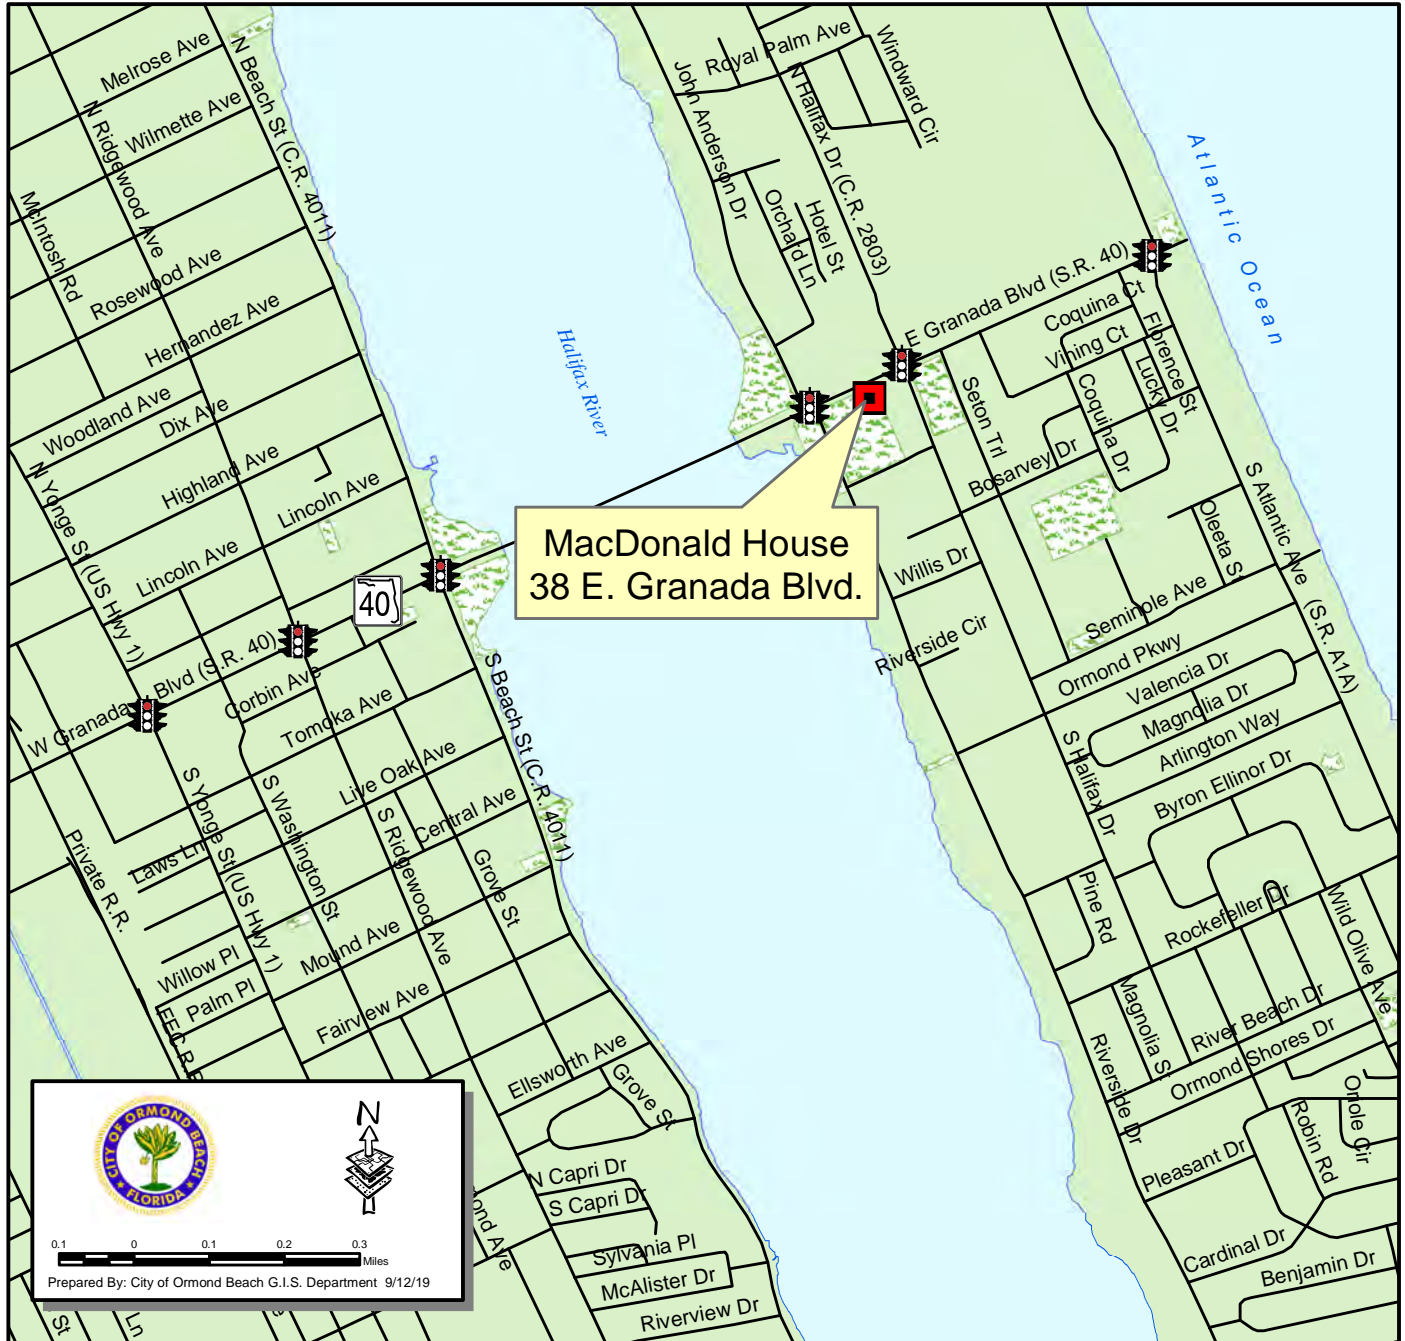 Melrose Ave
N Beach St (C.R. 4011)
Wilmette Ave
N Ridgewood Ave
McIntosh Rd
Rosewood Ave
Hernandez Ave
Woodland Ave
Dix Ave
Highland Ave
Lincoln Ave
Lincoln Ave
N Yonge St (US Hwy 1)
Royal Palm Ave
Windward Cir
John Anderson Dr
N Halifax Dr (C.R. 2803)
Orchard Ln
Hotel St
Atlantic Ocean
Halifax River
E Granada Blvd (S.R. 40)
Coquina Ct
Vining Ct
Florence St
Lucky Dr
Coquina Dr
Seton Trl
Bosarvey Dr
S Atlantic Ave (S.R. A1A)
Oleeta St
MacDonald House
38 E. Granada Blvd.
Willis Dr
Seminole Ave
Riverside Cir
Ormond Pkwy
Valencia Dr
Magnolia Dr
Arlington Way
S Halifax Dr
Byron Ellinor Dr
40
W Granada Blvd (S.R. 40)
Corbin Ave
Tomoka Ave
S Beach St (C.R. 4011)
Live Oak Ave
Central Ave
S Yonge St (US Hwy 1)
S Washington St
S Ridgewood Ave
Grove St
Laws Ln
Private R.R.
Mound Ave
Willow Pl
Palm Pl
Fairview Ave
Pine Rd
Rockefeller Dr
Wild Olive Ave
Magnolia S
River Beach Dr
Ormond Shores Dr
Riverside Dr
Oriole Cir
Robin Rd
Pleasant Dr
Cardinal Dr
Benjamin Dr
Ellsworth Ave
Grove St
N Capri Dr
S Capri Dr
Sylvania Pl
McAlister Dr
Riverview Dr
ond Ave
St
Ln
CITY OF ORMOND BEACH
FLORIDA
N
0.1 0 0.1 0.2 0.3
Miles
Prepared By: City of Ormond Beach G.I.S. Department 9/12/19